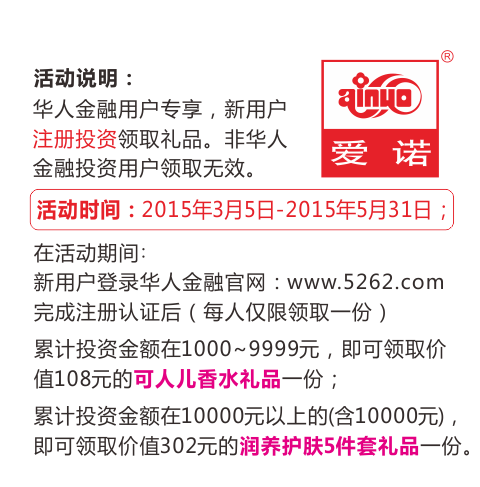 活动说明：
华人金融用户专享，新用户
注册投资领取礼品。非华人
金融投资用户领取无效。
ainuo
®
爱诺
活动时间：2015年3月5日-2015年5月31日；
在活动期间：
新用户登录华人金融官网：www.5262.com
完成注册认证后（每人仅限领取一份）
累计投资金额在1000~9999元，即可领取价
值108元的可人儿香水礼品一份；
累计投资金额在10000元以上的(含10000元)，
即可领取价值302元的润养护肤5件套礼品一份。